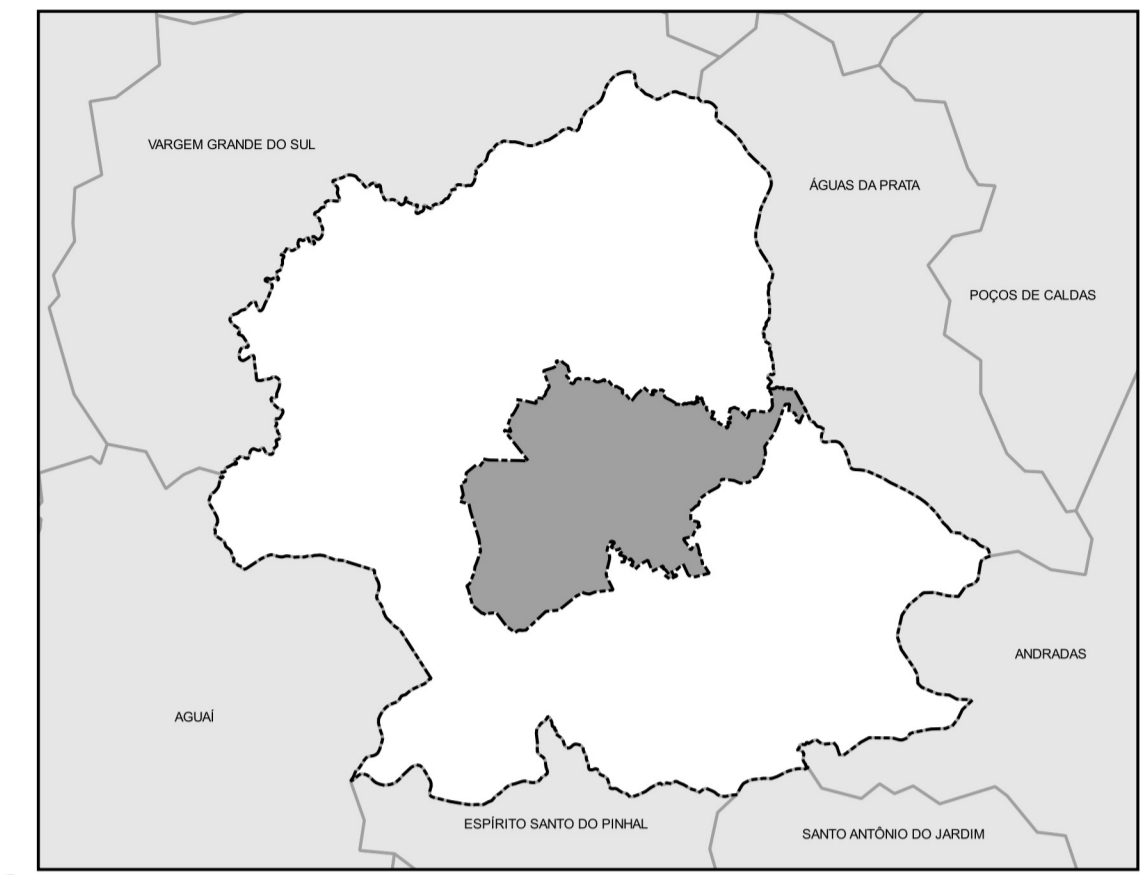 VARGEM GRANDE DO SUL
ÁGUAS DA PRATA
POÇOS DE CALDAS
ANDRADAS
AGUAÍ
ESPÍRITO SANTO DO PINHAL
SANTO ANTÔNIO DO JARDIM